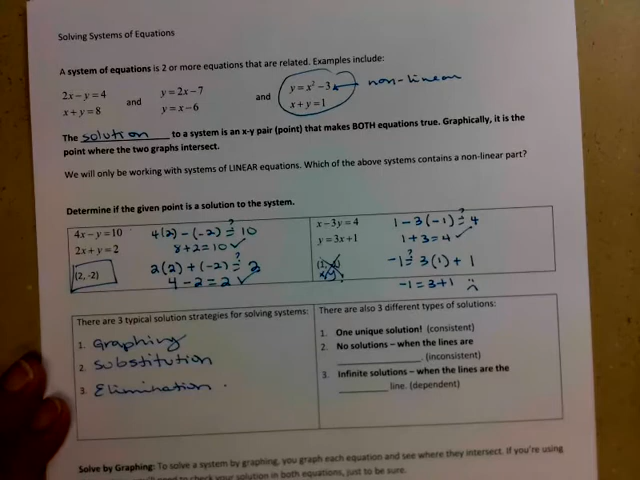 Solving Systems of Equations
A system of equations is 2 or more equations that are related. Examples include:
2x - y = 4
x + y = 8
and
y = 2x - 7
y = x - 6
and
y = x² - 3
x + y = 1
non-linear
The solution to a system is an x-y pair (point) that makes BOTH equations true. Graphically, it is the
point where the two graphs intersect.
We will only be working with systems of LINEAR equations. Which of the above systems contains a non-linear part?
Determine if the given point is a solution to the system.
4x - y = 10
2x + y = 2
(2, -2)
4(2) - (-2) ≟ 10
8 + 2 = 10 ✓
2(2) + (-2) ≟ 2
4 - 2 = 2 ✓
x - 3y = 4
y = 3x + 1
1 - 3(-1) ≟ 4
1 + 3 = 4 ✓
-1 ≟ 3(1) + 1
-1 = 3 + 1
There are 3 typical solution strategies for solving systems:
1. Graphing
2. Substitution
3. Elimination
There are also 3 different types of solutions:
1. One unique solution! (consistent)
2. No solutions – when the lines are
____________. (inconsistent)
3. Infinite solutions – when the lines are the
________ line. (dependent)
Solve by Graphing: To solve a system by graphing, you graph each equation and see where they intersect. If you're using
need to check your solution in both equations, just to be sure.